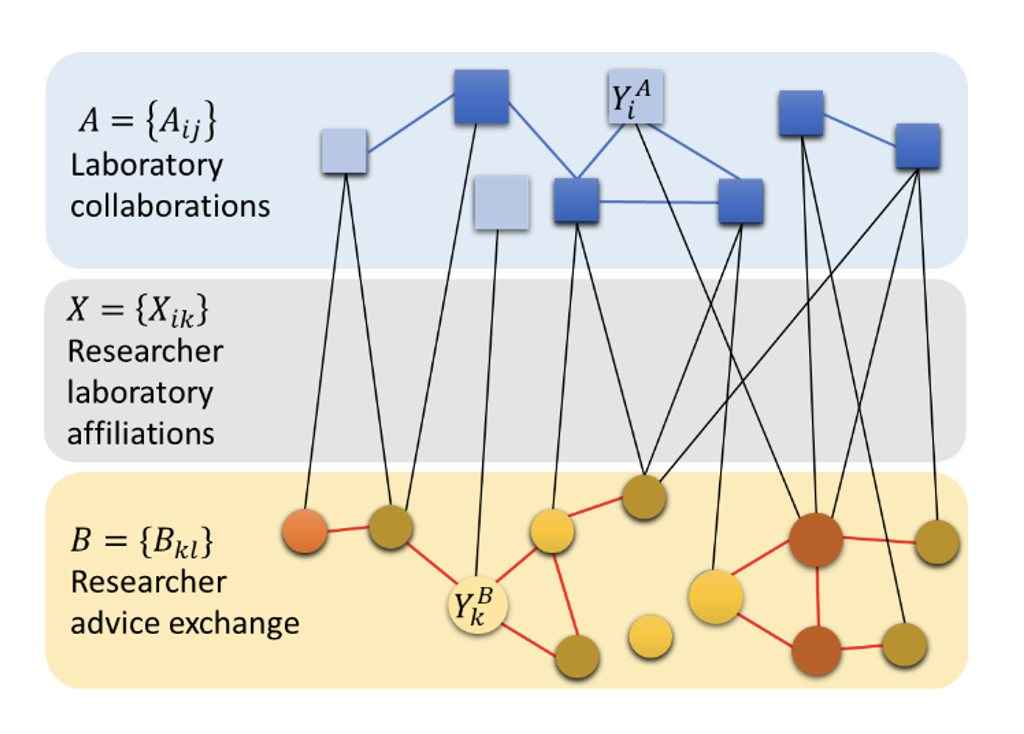 A = {A_{ij}}
Laboratory
collaborations
Y_i^A
X = {X_{ik}}
Researcher
laboratory
affiliations
B = {B_{kl}}
Researcher
advice exchange
Y_k^B